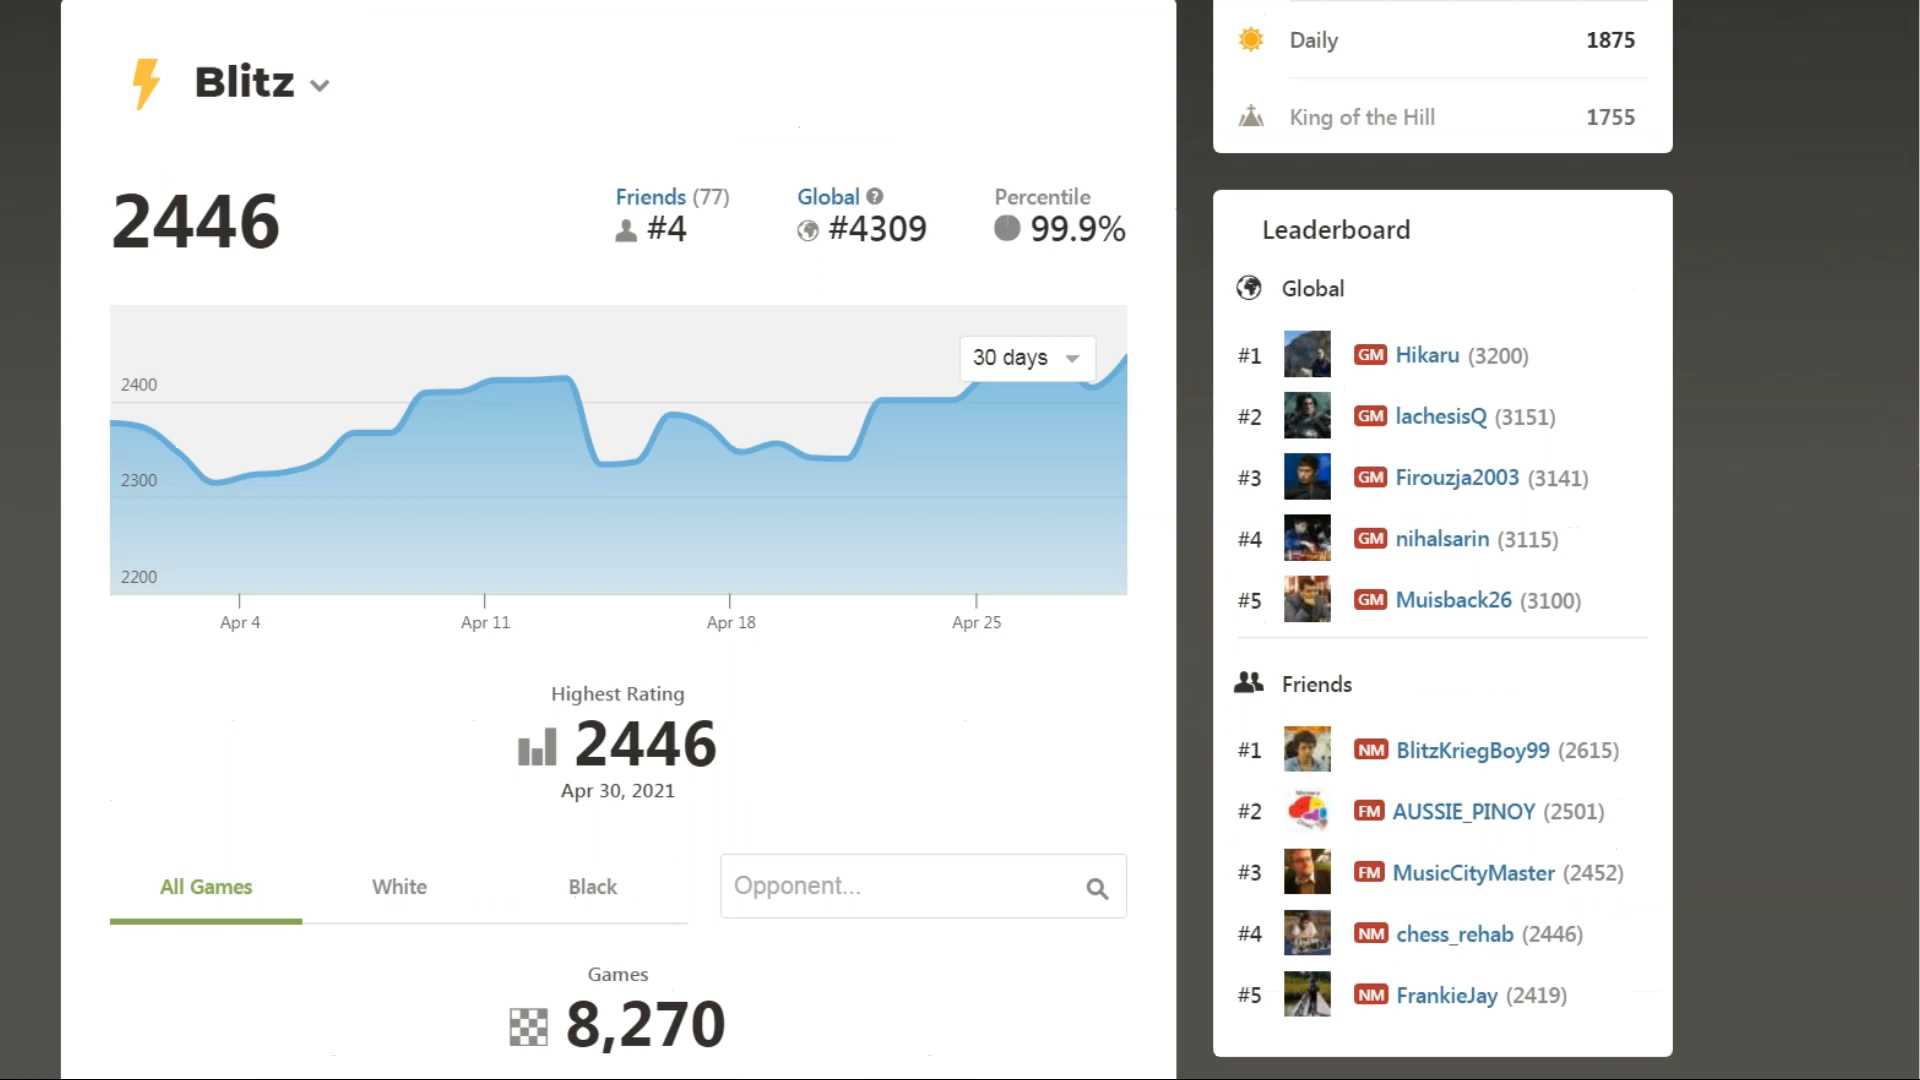 Blitz
2446
Friends (77)
#4
Global
#4309
Percentile
99.9%
30 days
2400
2300
2200
Apr 4
Apr 11
Apr 18
Apr 25
Highest Rating
2446
Apr 30, 2021
All Games
White
Black
Opponent...
Games
8,270
Daily 1875
King of the Hill 1755
Leaderboard
Global
#1 GM Hikaru (3200)
#2 GM lachesisQ (3151)
#3 GM Firouzja2003 (3141)
#4 GM nihalsarin (3115)
#5 GM Muisback26 (3100)
Friends
#1 NM BlitzKriegBoy99 (2615)
#2 FM AUSSIE_PINOY (2501)
#3 FM MusicCityMaster (2452)
#4 NM chess_rehab (2446)
#5 NM FrankieJay (2419)